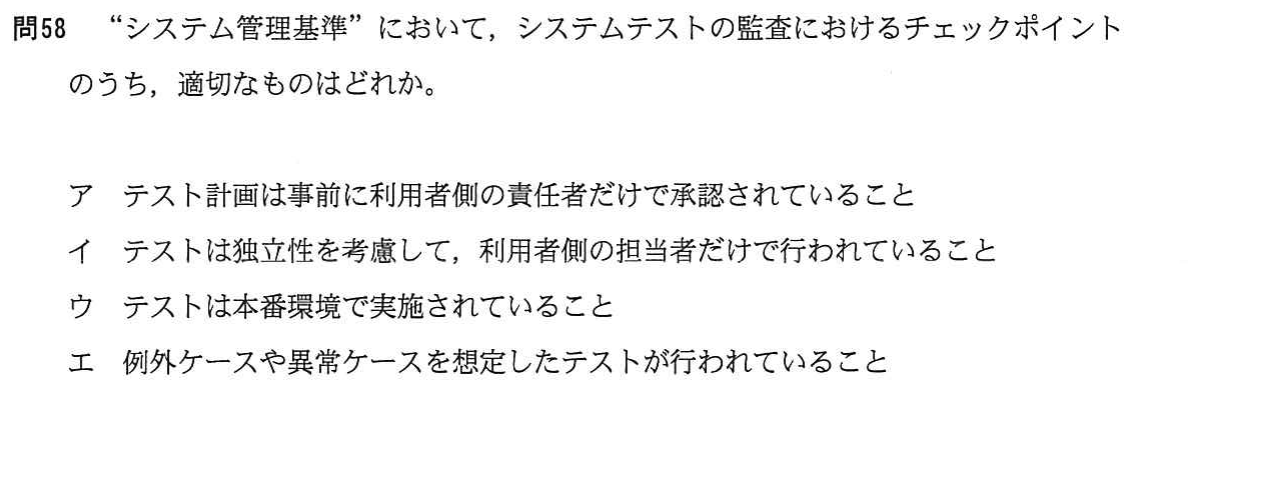 問58 “システム管理基準”において，システムテストの監査におけるチェックポイント
のうち，適切なものはどれか。
ア テスト計画は事前に利用者側の責任者だけで承認されていること
イ テストは独立性を考慮して，利用者側の担当者だけで行われていること
ウ テストは本番環境で実施されていること
エ 例外ケースや異常ケースを想定したテストが行われていること